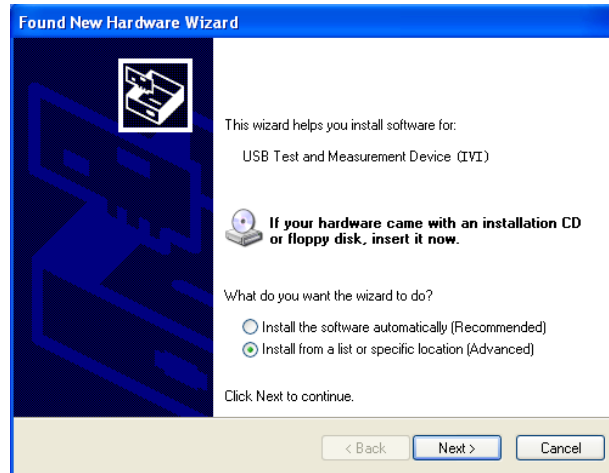 Found New Hardware Wizard
This wizard helps you install software for:
USB Test and Measurement Device (IVI)
If your hardware came with an installation CD
or floppy disk, insert it now.
What do you want the wizard to do?
Install the software automatically (Recommended)
Install from a list or specific location (Advanced)
Click Next to continue.
< Back Next > Cancel